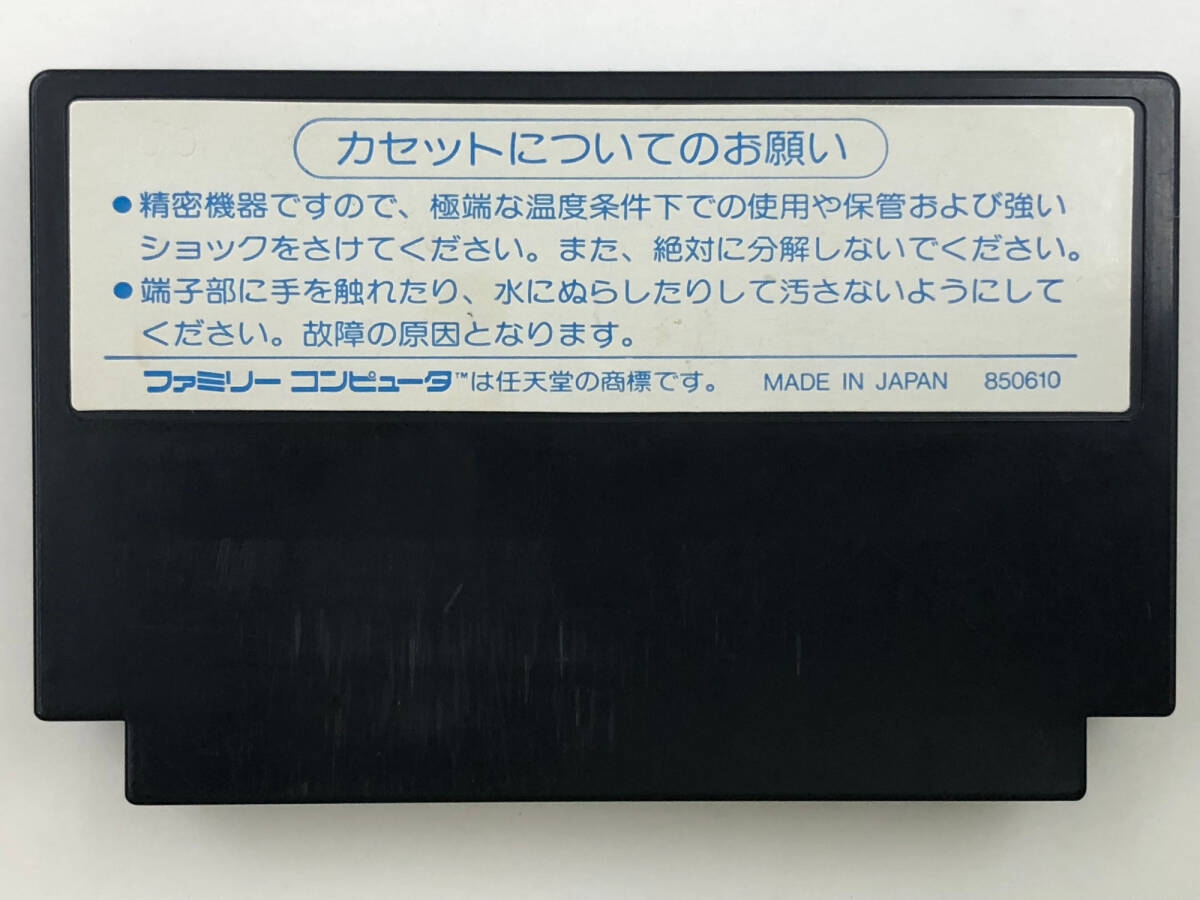 カセットについてのお願い
●精密機器ですので、極端な温度条件下での使用や保管および強い
ショックをさけてください。また、絶対に分解しないでください。
●端子部に手を触れたり、水にぬらしたりして汚さないようにして
ください。故障の原因となります。
ファミリー コンピュータ™は任天堂の商標です。 MADE IN JAPAN 850610